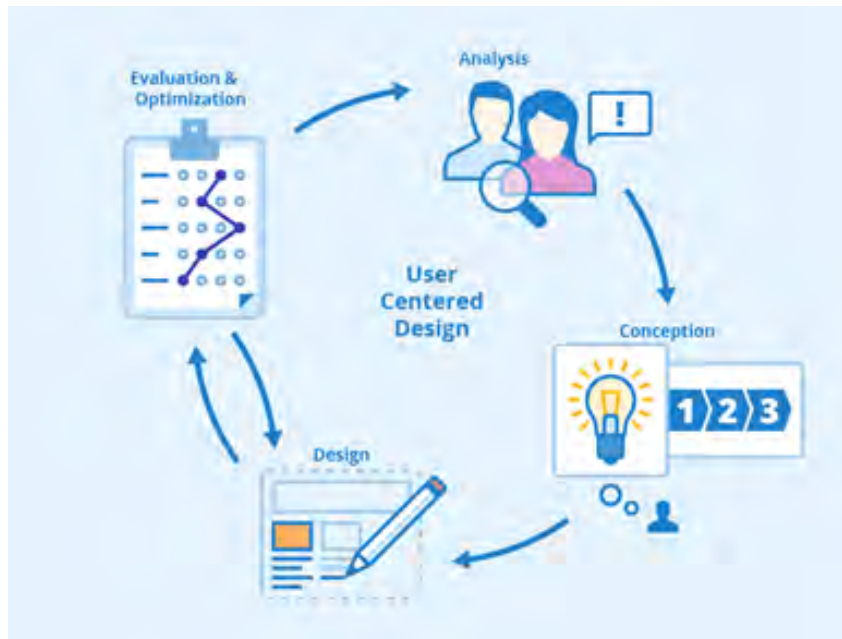 Evaluation &
Optimization
Analysis
!
User
Centered
Design
Conception
1 2 3
Design